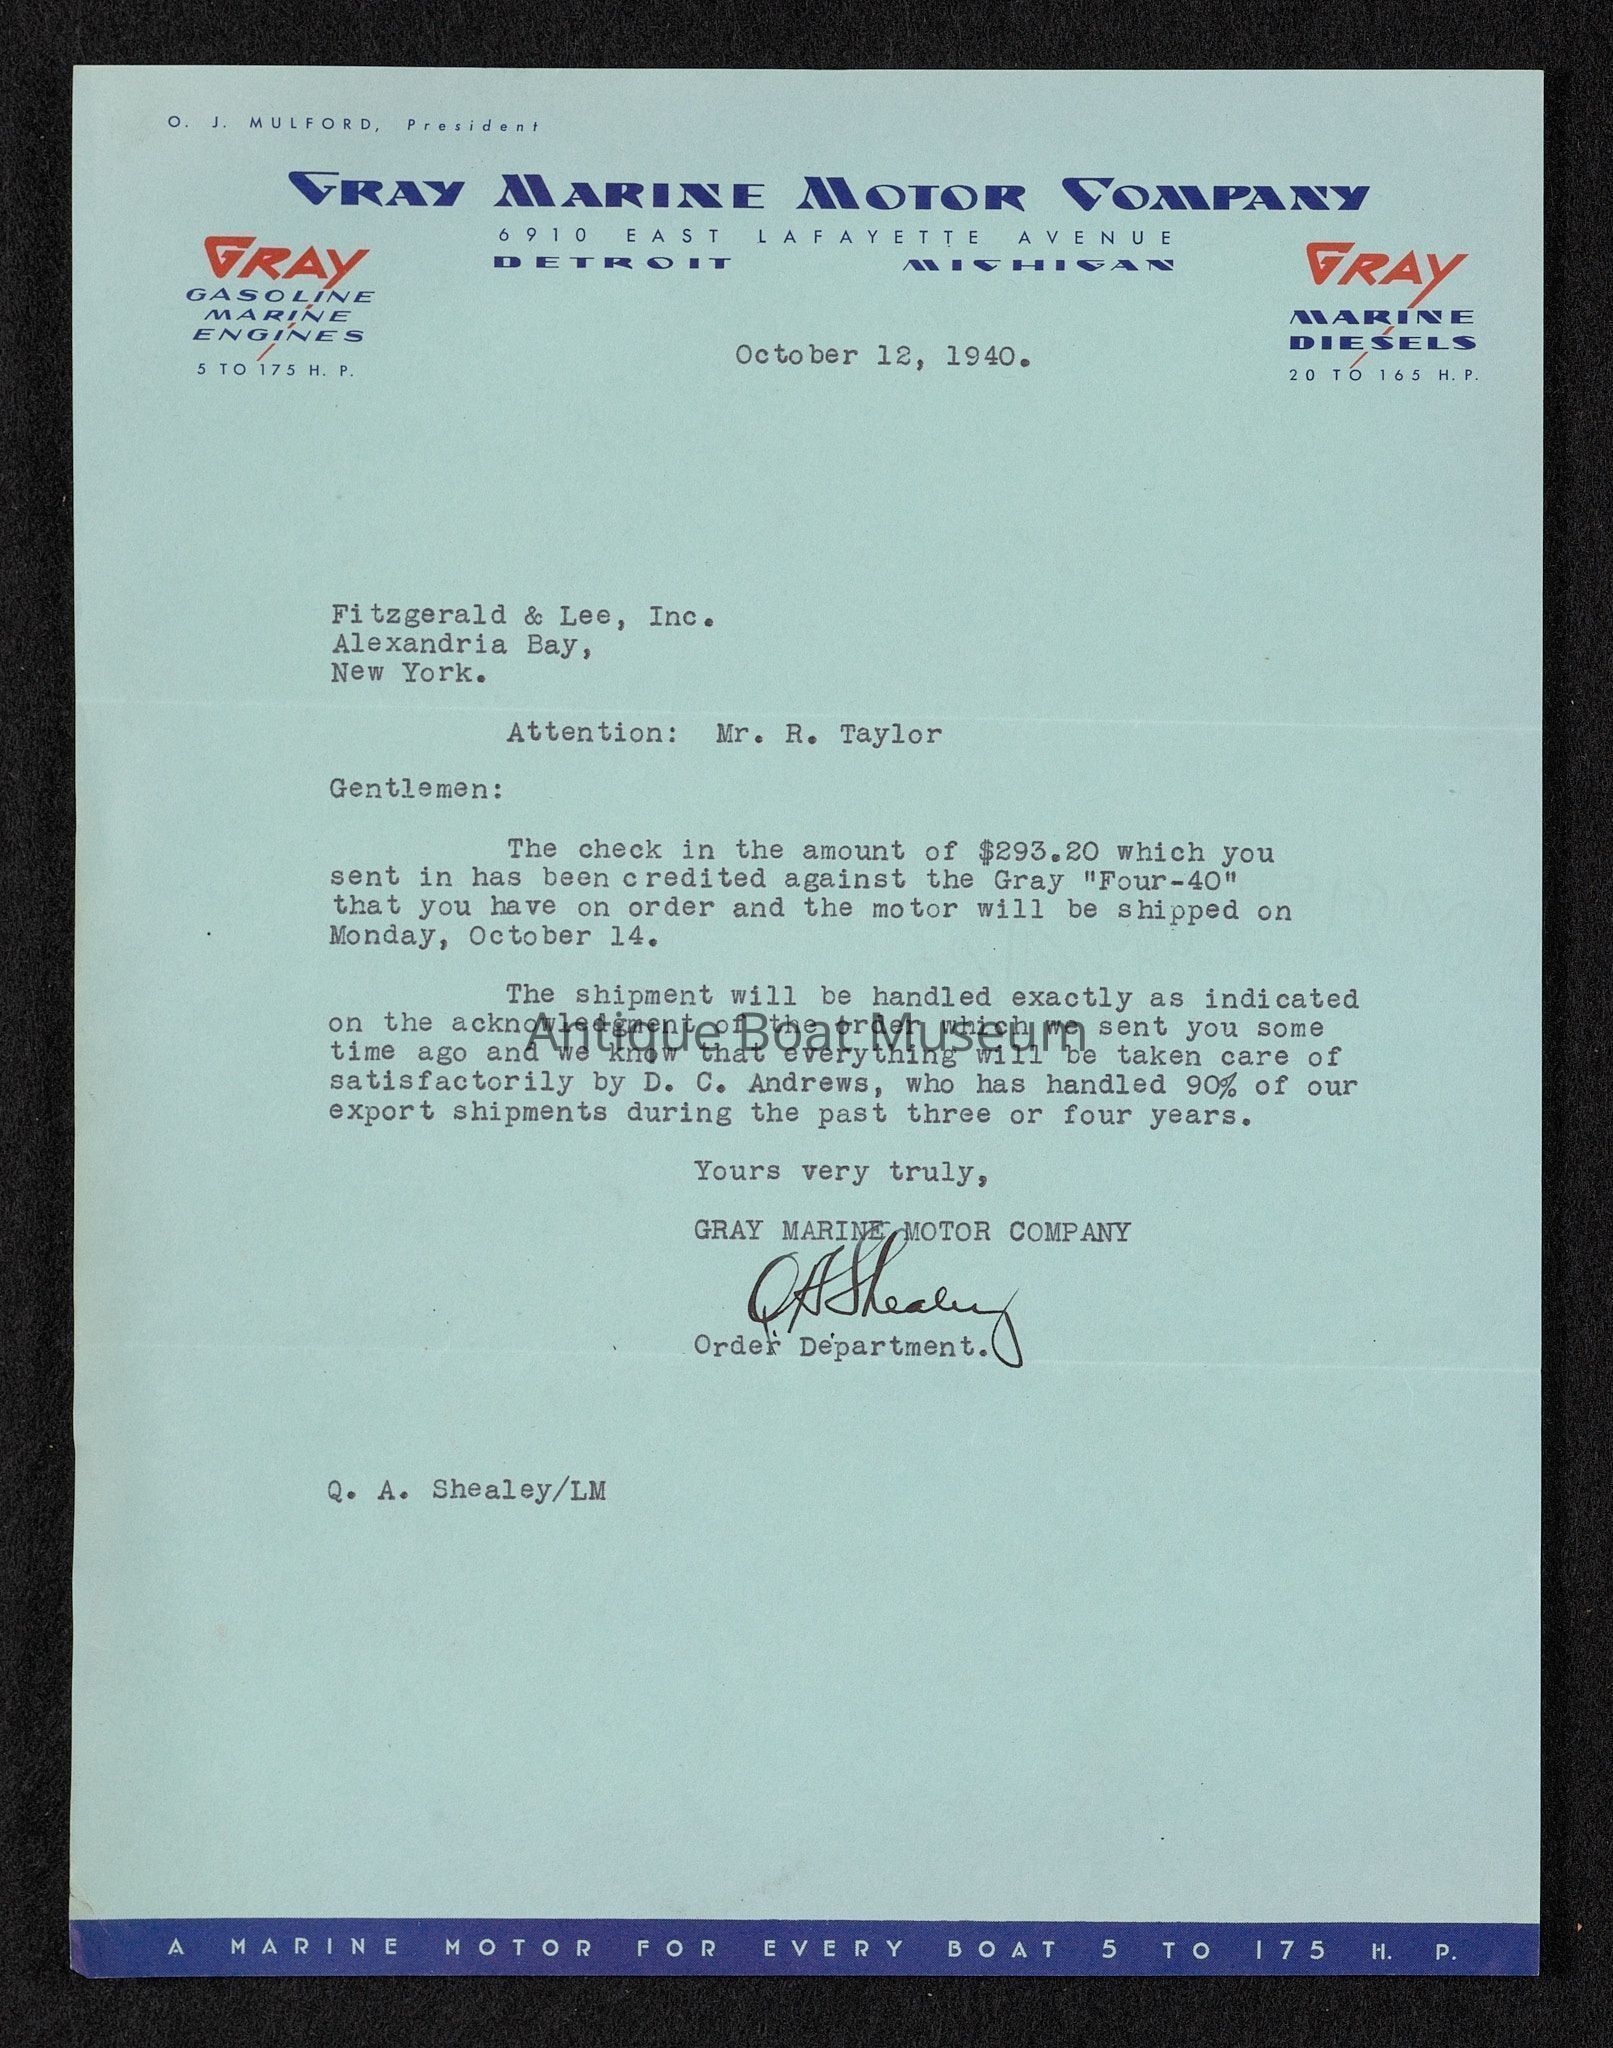 O. J. MULFORD, President
GRAY MARINE MOTOR COMPANY
6910 EAST LAFAYETTE AVENUE
DETROIT MICHIGAN
GRAY
GASOLINE
MARINE
ENGINES
5 TO 175 H. P.
GRAY
MARINE
DIESELS
20 TO 165 H. P.
October 12, 1940.
Fitzgerald & Lee, Inc.
Alexandria Bay,
New York.
Attention: Mr. R. Taylor
Gentlemen:
The check in the amount of $293.20 which you
sent in has been credited against the Gray "Four-40"
that you have on order and the motor will be shipped on
Monday, October 14.
The shipment will be handled exactly as indicated
on the acknowledgment of the order which we sent you some
time ago and we know that everything will be taken care of
satisfactorily by D. C. Andrews, who has handled 90% of our
export shipments during the past three or four years.
Antique Boat Museum
Yours very truly,
GRAY MARINE MOTOR COMPANY
Q A Shealey
Order Department.
Q. A. Shealey/LM
A MARINE MOTOR FOR EVERY BOAT 5 TO 175 H. P.